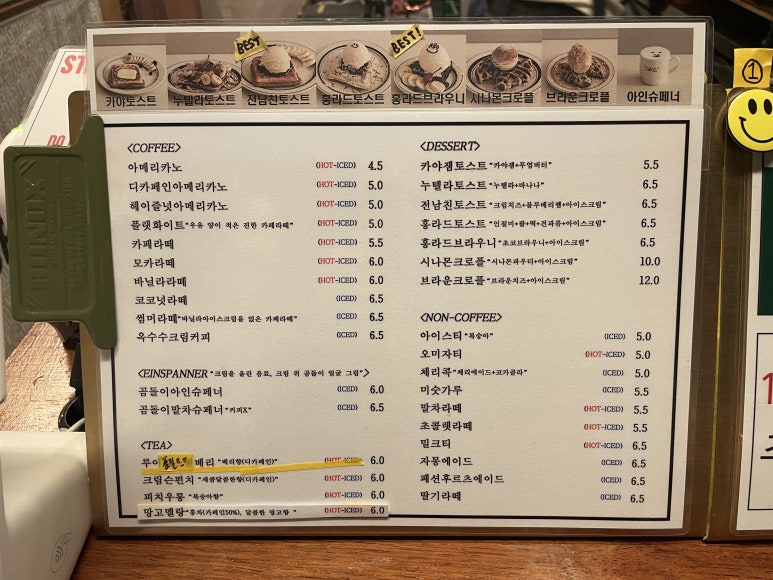 BEST
BEST!
카야토스트 누텔라토스트 전남친토스트 홍라드토스트 홍라드브라우니 시나몬크로플 브라운크로플 아인슈페너
①
BUNOX
<COFFEE>
아메리카노 (HOT-ICED) 4.5
디카페인아메리카노 (HOT-ICED) 5.0
헤이즐넛아메리카노 (HOT-ICED) 5.0
플랫화이트 "우유 양이 적은 진한 카페라떼" (HOT-ICED) 5.0
카페라떼 (HOT-ICED) 5.5
모카라떼 (HOT-ICED) 6.0
바닐라라떼 (HOT-ICED) 6.0
코코넛라떼 (ICED) 6.5
썸머라떼 "바닐라아이스크림을 얹은 카페라떼" (ICED) 6.5
옥수수크림커피 (ICED) 6.5
<EINSPANNER "크림을 올린 음료, 크림 위 곰돌이 얼굴 그림">
곰돌이아인슈페너 (ICED) 6.0
곰돌이말차슈페너 "커피X" (ICED) 6.5
<TEA>
베리 "베리향(디카페인)" (HOT-ICED) 6.0
크림슨펀치 "새콤달콤한향(디카페인)" (HOT-ICED) 6.0
피치우롱 "복숭아향" (HOT-ICED) 6.0
망고멜랑 "홍차(카페인50%), 달콤한 망고향" (HOT-ICED) 6.0
<DESSERT>
카야잼토스트 "카야잼+무염버터" 5.5
누텔라토스트 "누텔라+바나나" 6.5
전남친토스트 "크림치즈+블루베리잼+아이스크림" 6.5
홍라드토스트 "인절미+팥+떡+견과류+아이스크림" 6.5
홍라드브라우니 "초코브라우니+아이스크림" 6.5
시나몬크로플 "시나몬파우더+아이스크림" 10.0
브라운크로플 "브라운치즈+아이스크림" 12.0
<NON-COFFEE>
아이스티 "복숭아" (ICED) 5.0
오미자티 (HOT-ICED) 5.0
체리콕 "체리에이드+코카콜라" (ICED) 5.0
미숫가루 (ICED) 5.5
말차라떼 (HOT-ICED) 5.5
초콜렛라떼 (HOT-ICED) 5.5
밀크티 (HOT-ICED) 6.5
자몽에이드 (ICED) 6.5
패션후르츠에이드 (ICED) 6.5
딸기라떼 (ICED) 6.5